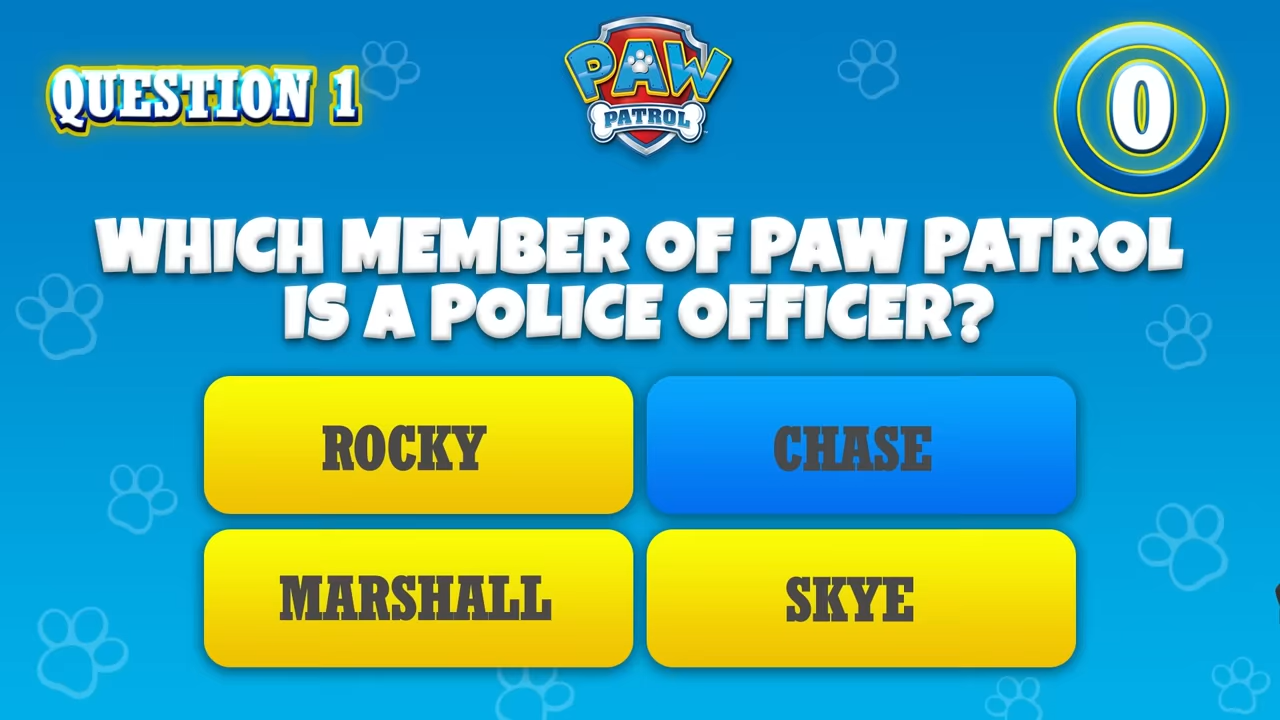 QUESTION 1
PAW
PATROL
0
WHICH MEMBER OF PAW PATROL
IS A POLICE OFFICER?
ROCKY
CHASE
MARSHALL
SKYE